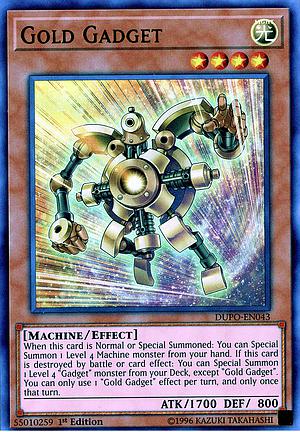 GOLD GADGET
LIGHT
光
DUPO-EN043
[MACHINE/EFFECT]
When this card is Normal or Special Summoned: You can Special
Summon 1 Level 4 Machine monster from your hand. If this card
is destroyed by battle or card effect: You can Special Summon
1 Level 4 "Gadget" monster from your Deck, except "Gold Gadget".
You can only use 1 "Gold Gadget" effect per turn, and only once
that turn.
ATK/1700 DEF/ 800
55010259 1st Edition ©1996 KAZUKI TAKAHASHI